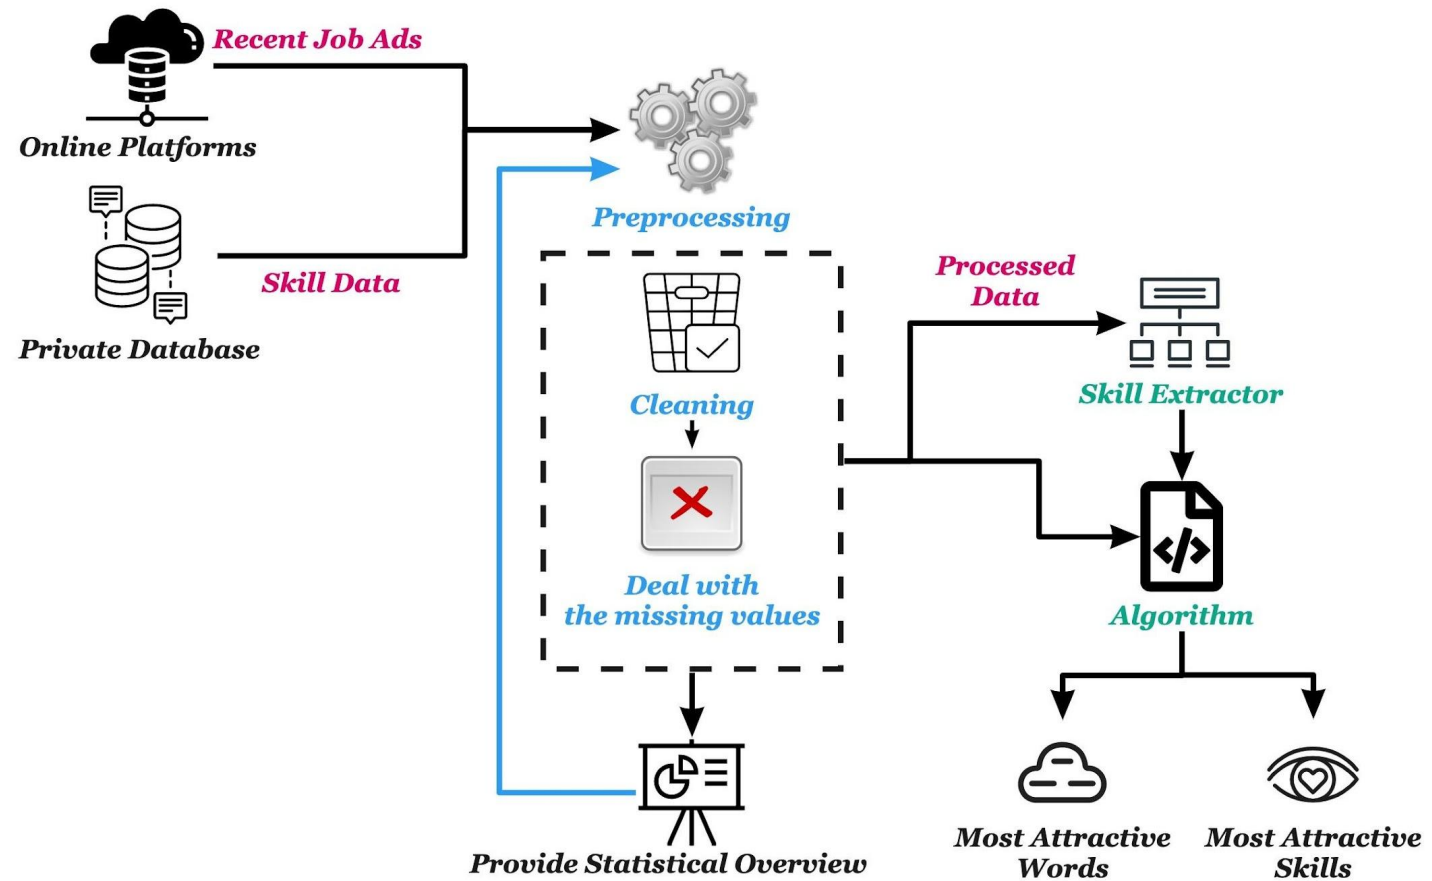 Recent Job Ads
Online Platforms
Skill Data
Private Database
Preprocessing
Cleaning
Deal with
the missing values
Provide Statistical Overview
Processed
Data
Skill Extractor
</>
Algorithm
Most Attractive
Words
Most Attractive
Skills